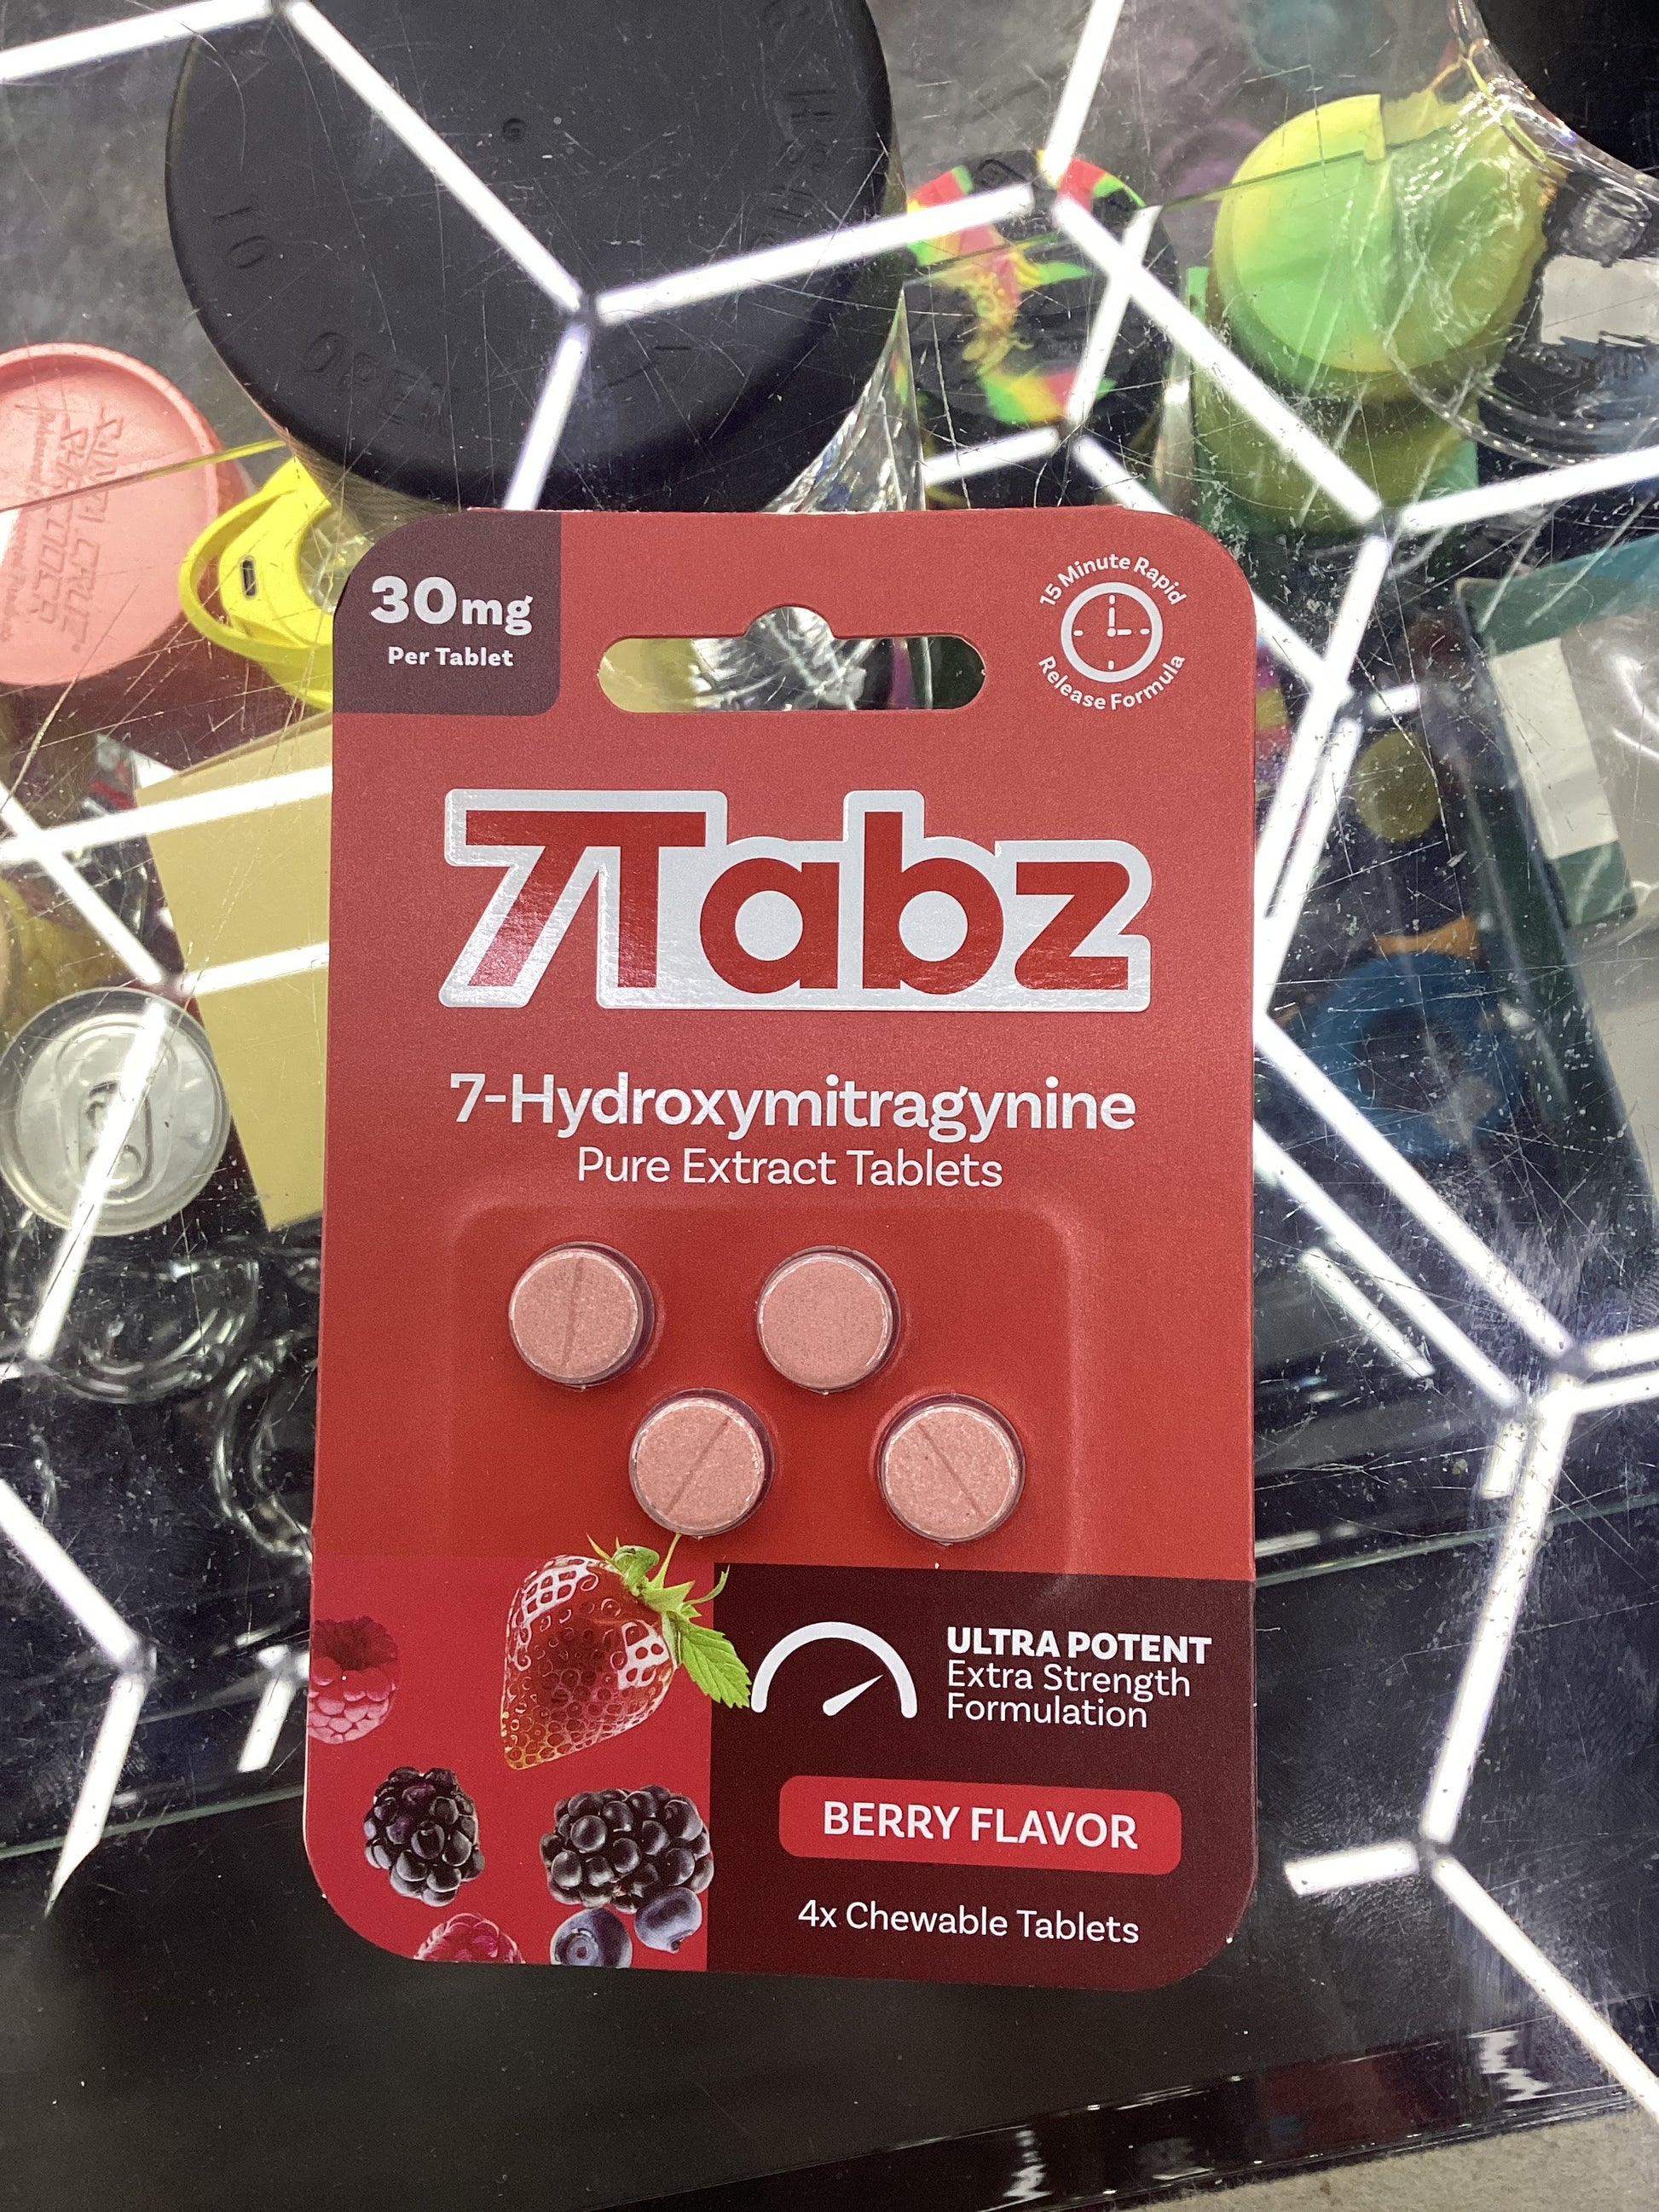 OPEN
30mg
Per Tablet
15 Minute Rapid
Release Formula
7Tabz
7-Hydroxymitragynine
Pure Extract Tablets
ULTRA POTENT
Extra Strength
Formulation
BERRY FLAVOR
4x Chewable Tablets